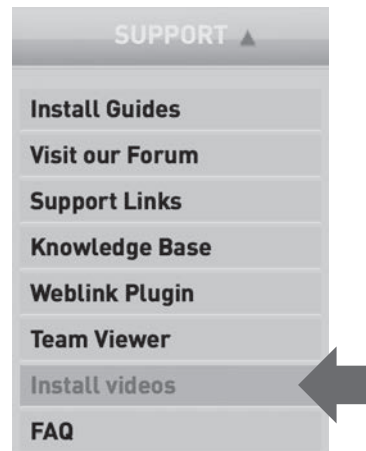 SUPPORT ▲
Install Guides
Visit our Forum
Support Links
Knowledge Base
Weblink Plugin
Team Viewer
Install videos
FAQ